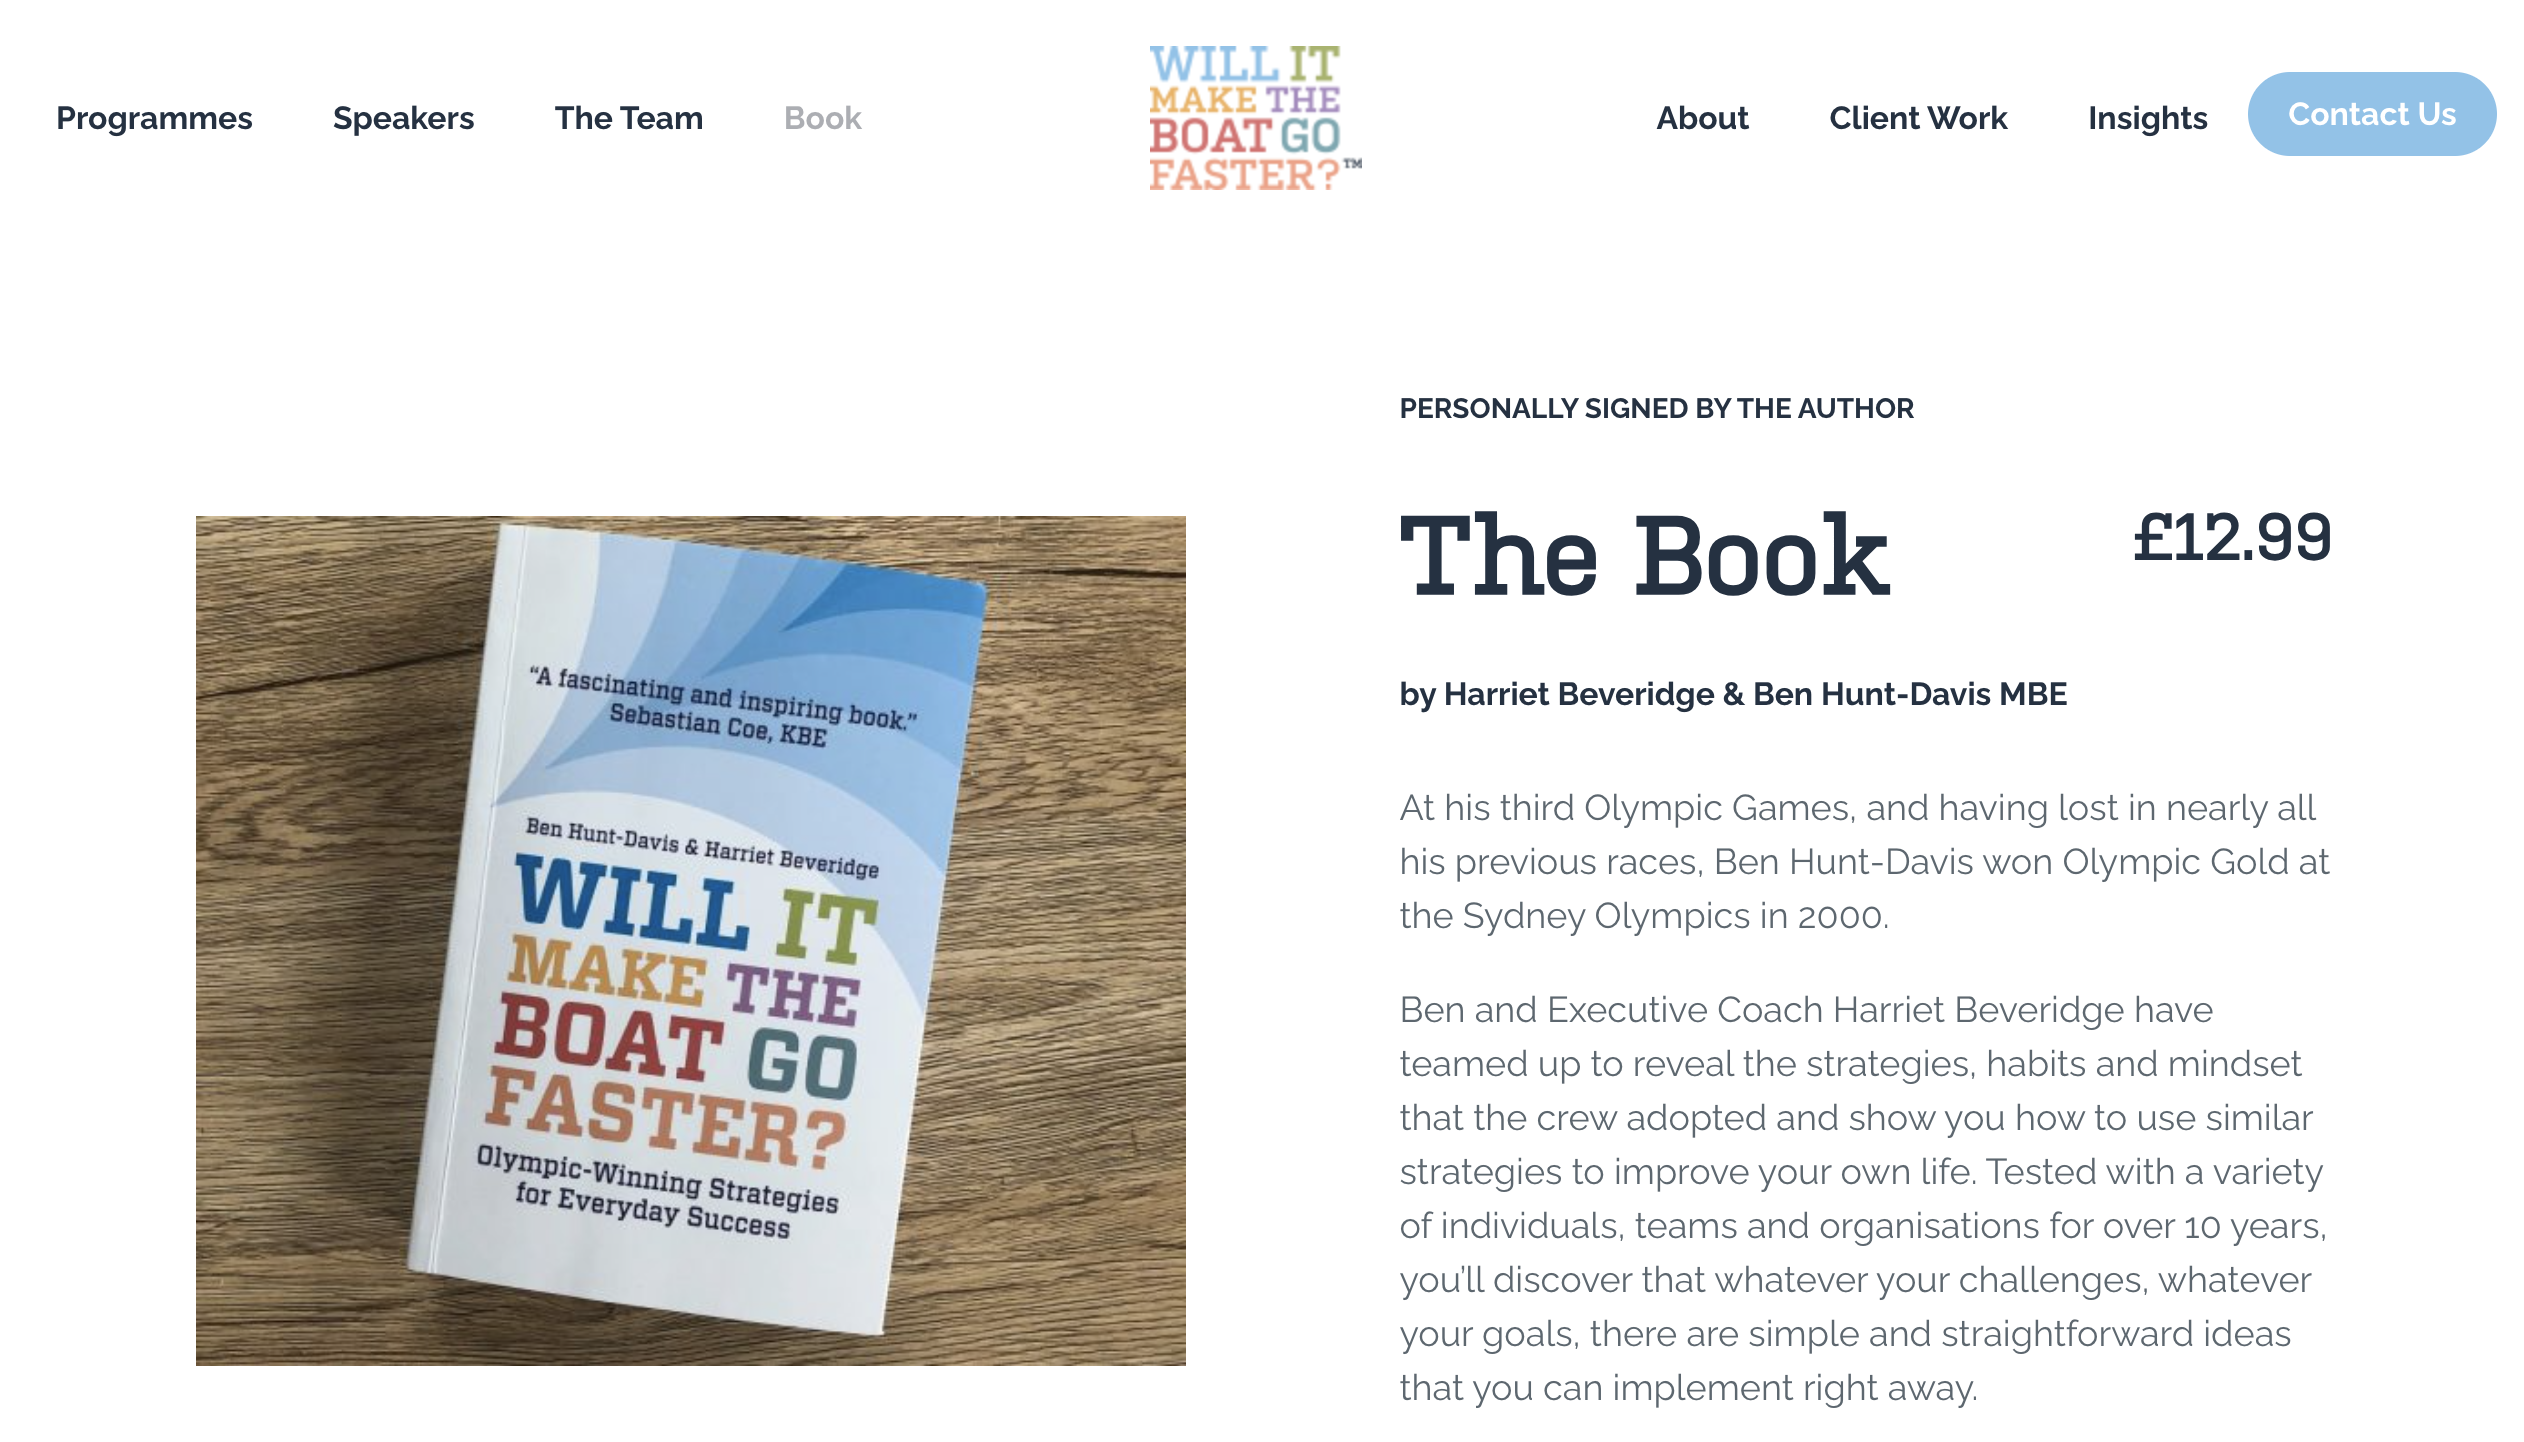 Programmes
Speakers
The Team
Book
WILL IT
MAKE THE
BOAT GO
FASTER?™
About
Client Work
Insights
Contact Us
“A fascinating and inspiring book.”
Sebastian Coe, KBE
Ben Hunt-Davis & Harriet Beveridge
WILL IT
MAKE THE
BOAT GO
FASTER?
Olympic-Winning Strategies
for Everyday Success
PERSONALLY SIGNED BY THE AUTHOR
The Book
£12.99
by Harriet Beveridge & Ben Hunt-Davis MBE
At his third Olympic Games, and having lost in nearly all
his previous races, Ben Hunt-Davis won Olympic Gold at
the Sydney Olympics in 2000.
Ben and Executive Coach Harriet Beveridge have
teamed up to reveal the strategies, habits and mindset
that the crew adopted and show you how to use similar
strategies to improve your own life. Tested with a variety
of individuals, teams and organisations for over 10 years,
you’ll discover that whatever your challenges, whatever
your goals, there are simple and straightforward ideas
that you can implement right away.